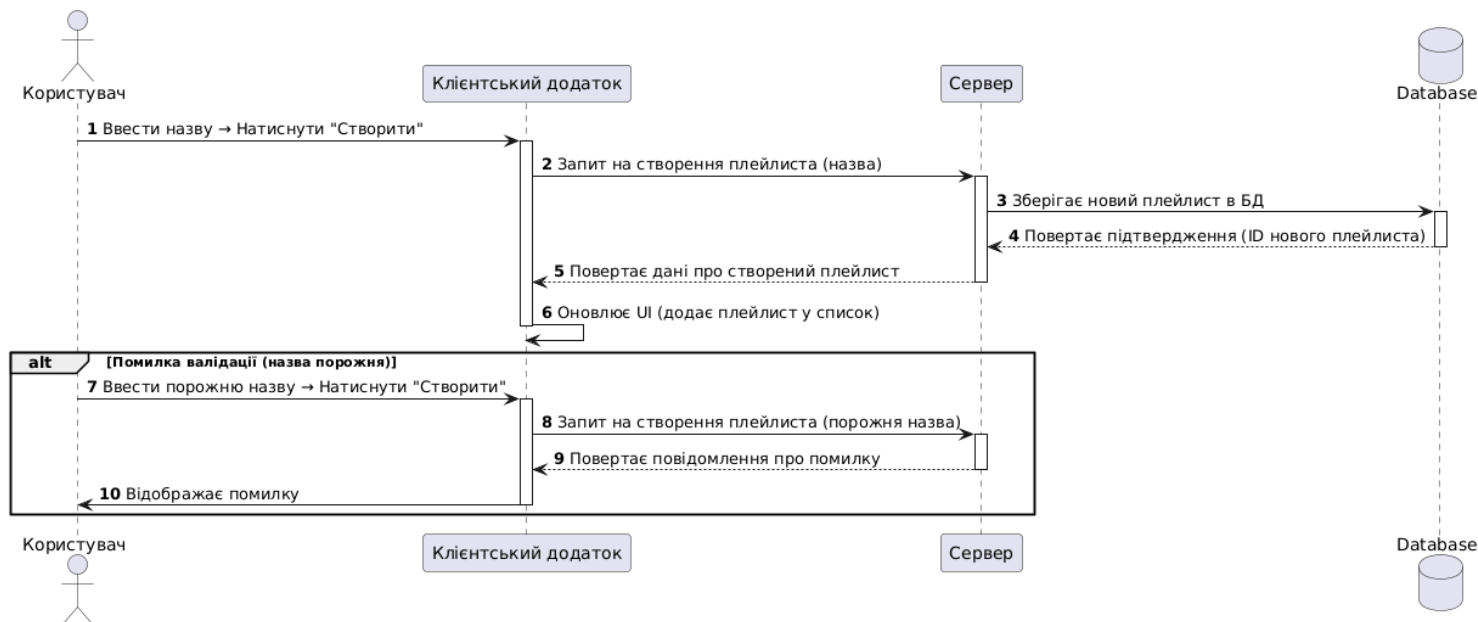 Користувач
Клієнтський додаток
Сервер
Database
1 Ввести назву → Натиснути "Створити"
2 Запит на створення плейлиста (назва)
3 Зберігає новий плейлист в БД
4 Повертає підтвердження (ID нового плейлиста)
5 Повертає дані про створений плейлист
6 Оновлює UI (додає плейлист у список)
alt [Помилка валідації (назва порожня)]
7 Ввести порожню назву → Натиснути "Створити"
8 Запит на створення плейлиста (порожня назва)
9 Повертає повідомлення про помилку
10 Відображає помилку
Користувач
Клієнтський додаток
Сервер
Database